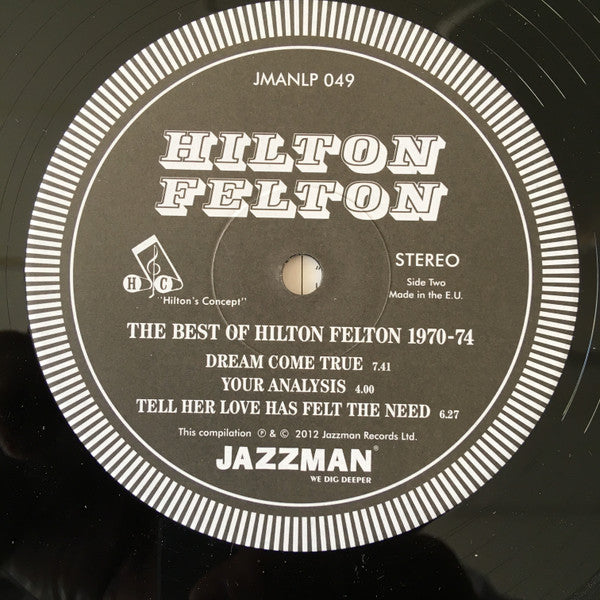 JMANLP 049
HILTON
FELTON
H C
"Hilton's Concept"
STEREO
Side Two
Made in the E.U.
THE BEST OF HILTON FELTON 1970-74
DREAM COME TRUE 7.41
YOUR ANALYSIS 4.00
TELL HER LOVE HAS FELT THE NEED 6.27
This compilation ℗ & © 2012 Jazzman Records Ltd.
JAZZMAN®
WE DIG DEEPER